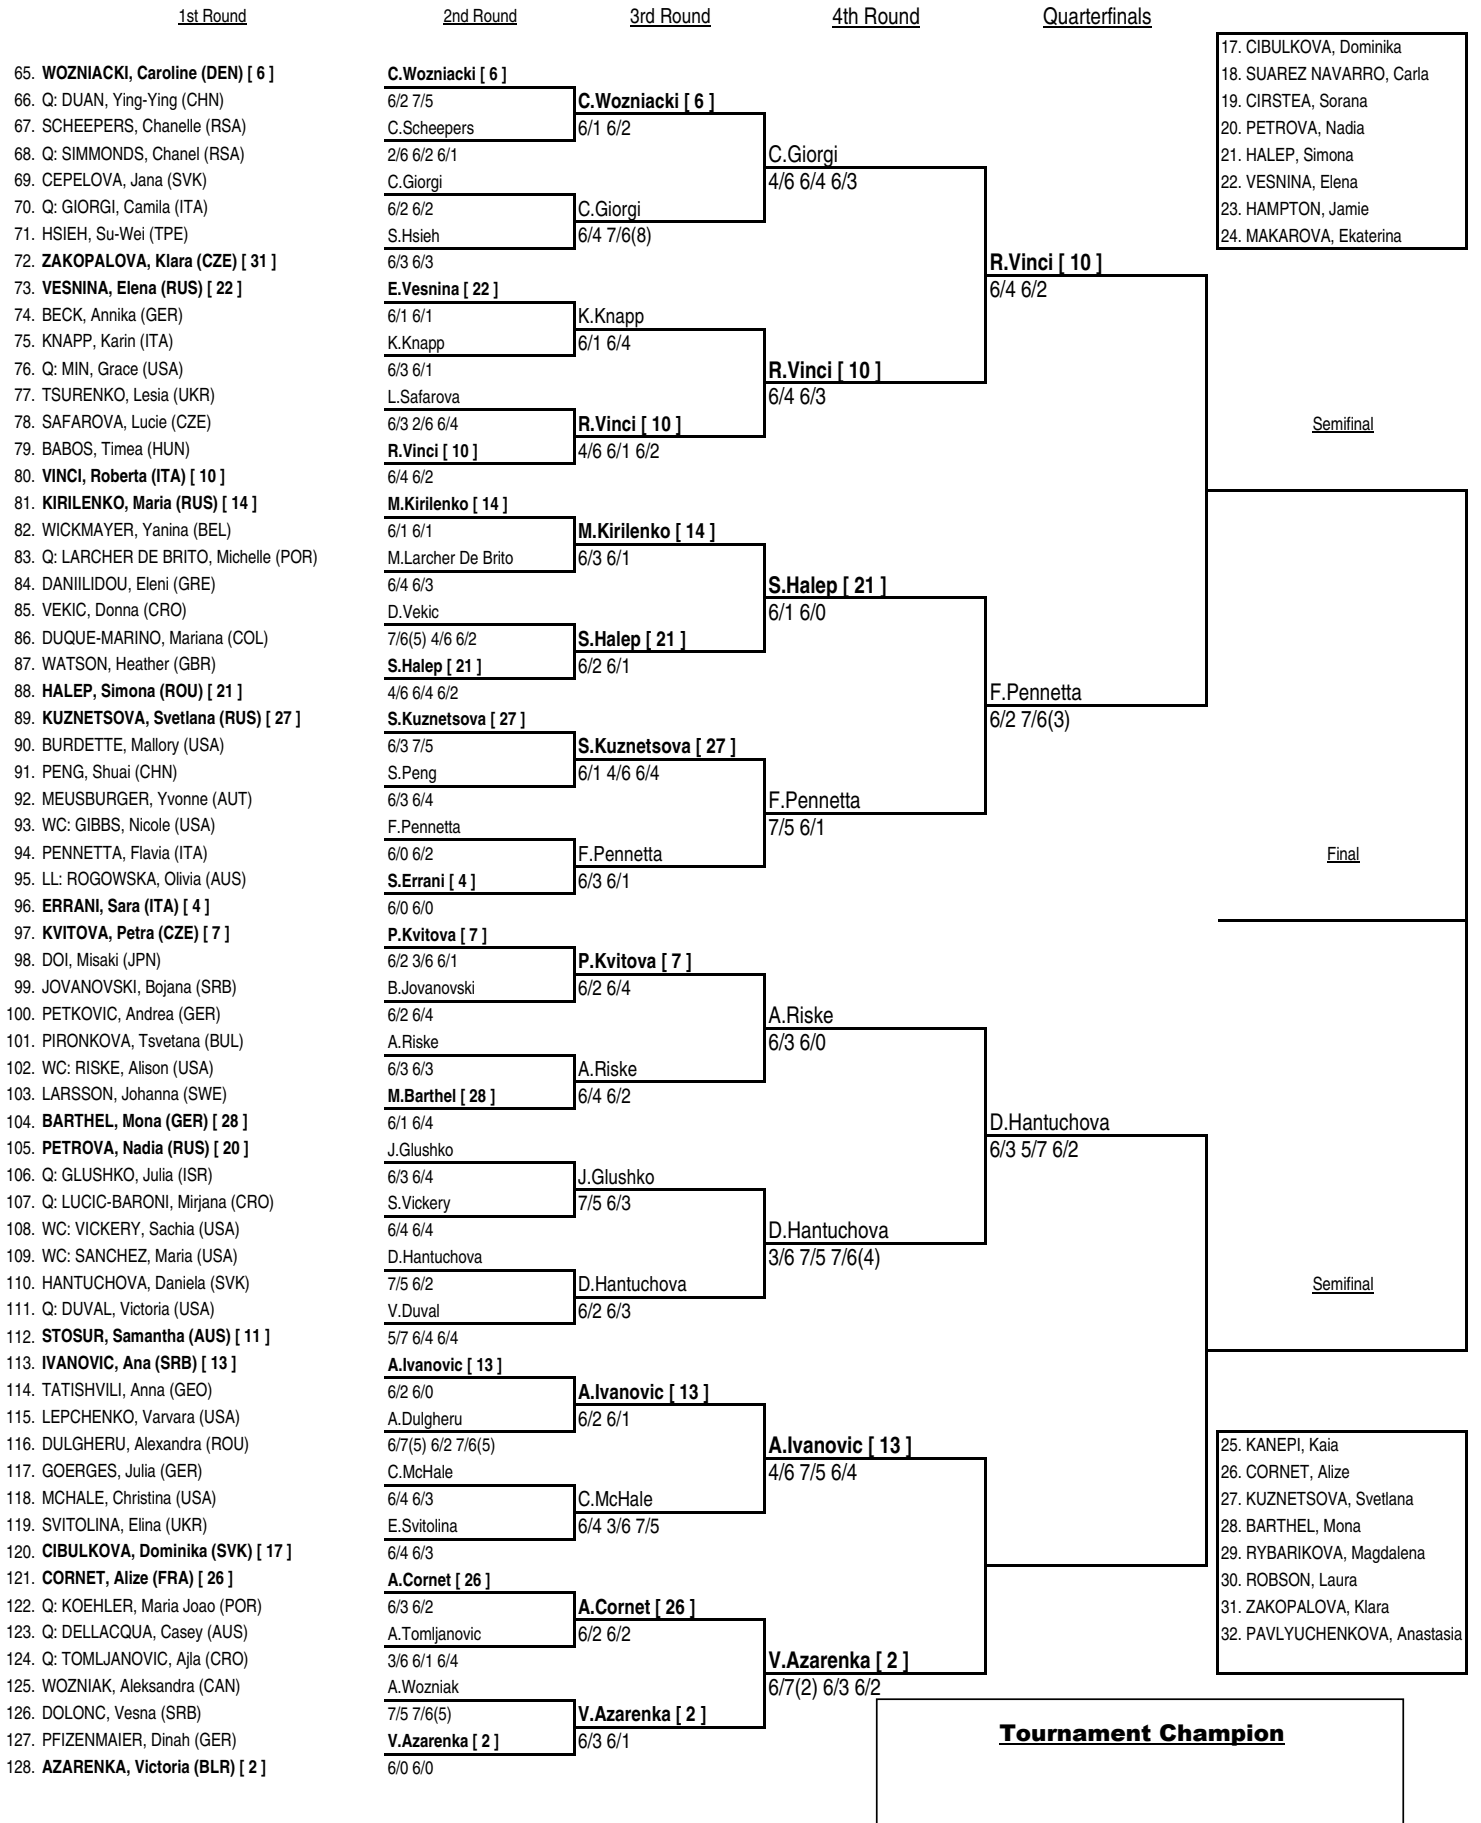 1st Round
2nd Round
3rd Round
4th Round
Quarterfinals
65. WOZNIACKI, Caroline (DEN) [ 6 ]
66. Q: DUAN, Ying-Ying (CHN)
67. SCHEEPERS, Chanelle (RSA)
68. Q: SIMMONDS, Chanel (RSA)
69. CEPELOVA, Jana (SVK)
70. Q: GIORGI, Camila (ITA)
71. HSIEH, Su-Wei (TPE)
72. ZAKOPALOVA, Klara (CZE) [ 31 ]
73. VESNINA, Elena (RUS) [ 22 ]
74. BECK, Annika (GER)
75. KNAPP, Karin (ITA)
76. Q: MIN, Grace (USA)
77. TSURENKO, Lesia (UKR)
78. SAFAROVA, Lucie (CZE)
79. BABOS, Timea (HUN)
80. VINCI, Roberta (ITA) [ 10 ]
81. KIRILENKO, Maria (RUS) [ 14 ]
82. WICKMAYER, Yanina (BEL)
83. Q: LARCHER DE BRITO, Michelle (POR)
84. DANIILIDOU, Eleni (GRE)
85. VEKIC, Donna (CRO)
86. DUQUE-MARINO, Mariana (COL)
87. WATSON, Heather (GBR)
88. HALEP, Simona (ROU) [ 21 ]
89. KUZNETSOVA, Svetlana (RUS) [ 27 ]
90. BURDETTE, Mallory (USA)
91. PENG, Shuai (CHN)
92. MEUSBURGER, Yvonne (AUT)
93. WC: GIBBS, Nicole (USA)
94. PENNETTA, Flavia (ITA)
95. LL: ROGOWSKA, Olivia (AUS)
96. ERRANI, Sara (ITA) [ 4 ]
97. KVITOVA, Petra (CZE) [ 7 ]
98. DOI, Misaki (JPN)
99. JOVANOVSKI, Bojana (SRB)
100. PETKOVIC, Andrea (GER)
101. PIRONKOVA, Tsvetana (BUL)
102. WC: RISKE, Alison (USA)
103. LARSSON, Johanna (SWE)
104. BARTHEL, Mona (GER) [ 28 ]
105. PETROVA, Nadia (RUS) [ 20 ]
106. Q: GLUSHKO, Julia (ISR)
107. Q: LUCIC-BARONI, Mirjana (CRO)
108. WC: VICKERY, Sachia (USA)
109. WC: SANCHEZ, Maria (USA)
110. HANTUCHOVA, Daniela (SVK)
111. Q: DUVAL, Victoria (USA)
112. STOSUR, Samantha (AUS) [ 11 ]
113. IVANOVIC, Ana (SRB) [ 13 ]
114. TATISHVILI, Anna (GEO)
115. LEPCHENKO, Varvara (USA)
116. DULGHERU, Alexandra (ROU)
117. GOERGES, Julia (GER)
118. MCHALE, Christina (USA)
119. SVITOLINA, Elina (UKR)
120. CIBULKOVA, Dominika (SVK) [ 17 ]
121. CORNET, Alize (FRA) [ 26 ]
122. Q: KOEHLER, Maria Joao (POR)
123. Q: DELLACQUA, Casey (AUS)
124. Q: TOMLJANOVIC, Ajla (CRO)
125. WOZNIAK, Aleksandra (CAN)
126. DOLONC, Vesna (SRB)
127. PFIZENMAIER, Dinah (GER)
128. AZARENKA, Victoria (BLR) [ 2 ]
C.Wozniacki [ 6 ]
6/2 7/5
C.Scheepers
2/6 6/2 6/1
C.Giorgi
6/2 6/2
S.Hsieh
6/3 6/3
E.Vesnina [ 22 ]
6/1 6/1
K.Knapp
6/3 6/1
L.Safarova
6/3 2/6 6/4
R.Vinci [ 10 ]
6/4 6/2
M.Kirilenko [ 14 ]
6/1 6/1
M.Larcher De Brito
6/4 6/3
D.Vekic
7/6(5) 4/6 6/2
S.Halep [ 21 ]
4/6 6/4 6/2
S.Kuznetsova [ 27 ]
6/3 7/5
S.Peng
6/3 6/4
F.Pennetta
6/0 6/2
S.Errani [ 4 ]
6/0 6/0
P.Kvitova [ 7 ]
6/2 3/6 6/1
B.Jovanovski
6/2 6/4
A.Riske
6/3 6/3
M.Barthel [ 28 ]
6/1 6/4
J.Glushko
6/3 6/4
S.Vickery
6/4 6/4
D.Hantuchova
7/5 6/2
V.Duval
5/7 6/4 6/4
A.Ivanovic [ 13 ]
6/2 6/0
A.Dulgheru
6/7(5) 6/2 7/6(5)
C.McHale
6/4 6/3
E.Svitolina
6/4 6/3
A.Cornet [ 26 ]
6/3 6/2
A.Tomljanovic
3/6 6/1 6/4
A.Wozniak
7/5 7/6(5)
V.Azarenka [ 2 ]
6/0 6/0
C.Wozniacki [ 6 ]
6/1 6/2
C.Giorgi
6/4 7/6(8)
K.Knapp
6/1 6/4
R.Vinci [ 10 ]
4/6 6/1 6/2
M.Kirilenko [ 14 ]
6/3 6/1
S.Halep [ 21 ]
6/2 6/1
S.Kuznetsova [ 27 ]
6/1 4/6 6/4
F.Pennetta
6/3 6/1
P.Kvitova [ 7 ]
6/2 6/4
A.Riske
6/4 6/2
J.Glushko
7/5 6/3
D.Hantuchova
6/2 6/3
A.Ivanovic [ 13 ]
6/2 6/1
C.McHale
6/4 3/6 7/5
A.Cornet [ 26 ]
6/2 6/2
V.Azarenka [ 2 ]
6/3 6/1
C.Giorgi
4/6 6/4 6/3
R.Vinci [ 10 ]
6/4 6/3
S.Halep [ 21 ]
6/1 6/0
F.Pennetta
7/5 6/1
A.Riske
6/3 6/0
D.Hantuchova
3/6 7/5 7/6(4)
A.Ivanovic [ 13 ]
4/6 7/5 6/4
V.Azarenka [ 2 ]
6/7(2) 6/3 6/2
R.Vinci [ 10 ]
6/4 6/2
F.Pennetta
6/2 7/6(3)
D.Hantuchova
6/3 5/7 6/2
17. CIBULKOVA, Dominika
18. SUAREZ NAVARRO, Carla
19. CIRSTEA, Sorana
20. PETROVA, Nadia
21. HALEP, Simona
22. VESNINA, Elena
23. HAMPTON, Jamie
24. MAKAROVA, Ekaterina
Semifinal
Final
Semifinal
25. KANEPI, Kaia
26. CORNET, Alize
27. KUZNETSOVA, Svetlana
28. BARTHEL, Mona
29. RYBARIKOVA, Magdalena
30. ROBSON, Laura
31. ZAKOPALOVA, Klara
32. PAVLYUCHENKOVA, Anastasia
Tournament Champion